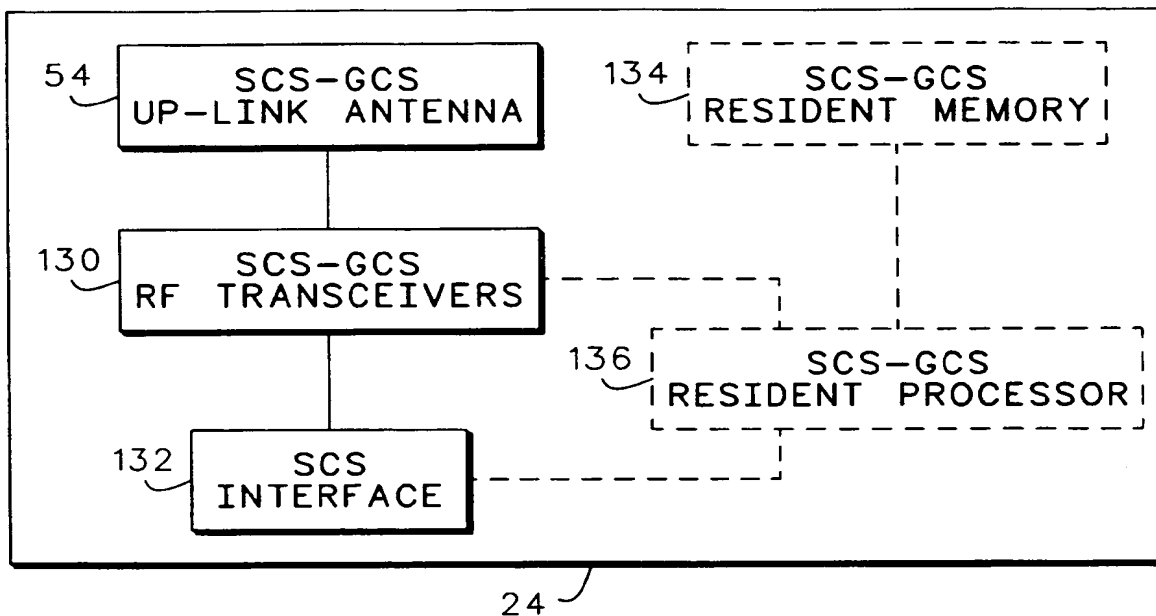 54
SCS-GCS
UP-LINK ANTENNA
134
SCS-GCS
RESIDENT MEMORY
130
SCS-GCS
RF TRANSCEIVERS
136
SCS-GCS
RESIDENT PROCESSOR
132
SCS
INTERFACE
24